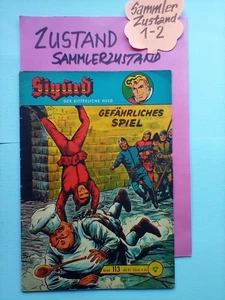 Sammler
Zustand
1-2
ZUSTAND
SAMMLERZUSTAND
Sigurd
DER RITTERLICHE HELD
GEFÄHRLICHES
SPIEL
113